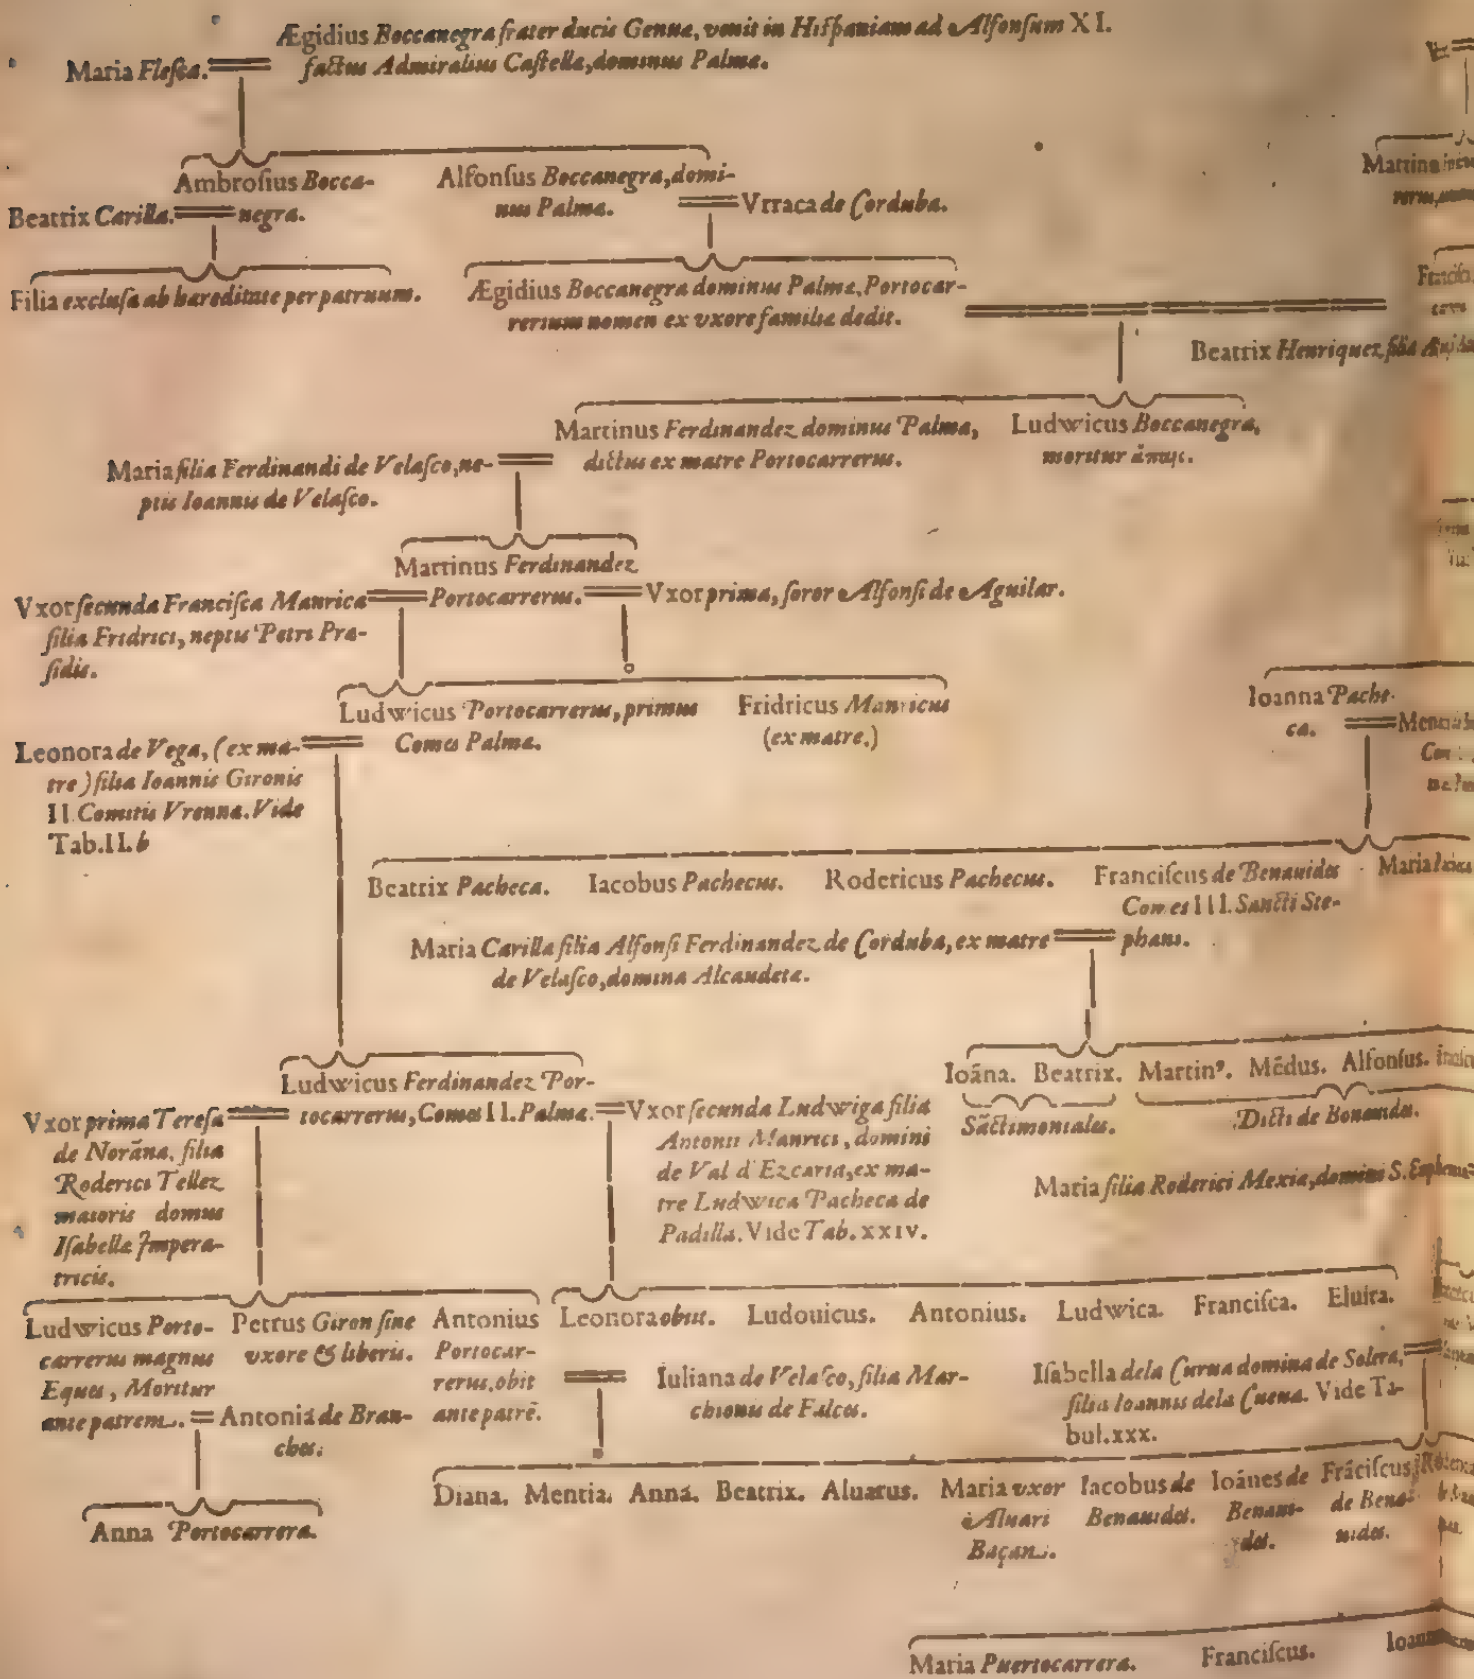 Ægidius Boccanegra frater ducis Genuæ, venit in Hiſpaniam ad Alfonſum XI.
Maria Fleſca. factus Admiralius Caſtellæ, dominus Palmæ.
Ambroſius Bocca-
negra.
Alfonſus Boccanegra, domi-
nus Palmæ.
Beatrix Carilla.
Vrraca de Corduba.
Filia excluſa ab hæreditate per patruum.
Ægidius Boccanegra dominus Palmæ, Portocar-
rerium nomen ex vxore familiæ dedit.
Beatrix Henriquez, filia
Martinus Ferdinandez dominus Palmæ,
dictus ex matre Portocarrerus.
Ludwicus Boccanegra,
moritur
Maria filia Ferdinandi de Velaſco, ne-
ptis Ioannis de Velaſco.
Martinus Ferdinandez
Portocarrerus.
Vxor ſecunda Franciſca Manrica
filia Fridrici, neptis Petri Præ-
ſidis.
Vxor prima, ſoror Alfonſi de Aguilar.
Ludwicus Portocarrerus, primus
Comes Palmæ.
Fridricus Manricus
(ex matre.)
Ioanna Pache-
ca.
Leonora de Vega, (ex ma-
tre) filia Ioannis Gironis
II. Comitis Vrennæ. Vide
Tab. II. b
Beatrix Pacheca. Iacobus Pachecus. Rodericus Pachecus. Franciſcus de Benauides
Comes III. Sancti Ste-
phani.
Maria
Maria Carilla filia Alfonſi Ferdinandez de Corduba, ex matre
de Velaſco, domina Alcaudetæ.
Ludwicus Ferdinandez Por-
tocarrerus, Comes II. Palmæ.
Ioãna. Beatrix. Martinꝰ. Mẽdus. Alfonſus.
Sãctimoniales.
Dicti de Benauides.
Vxor prima Tereſa
de Norãna, filia
Roderici Tellez
maioris domus
Iſabellæ Impera-
tricis.
Vxor ſecunda Ludwiga filia
Antonii Manrici, domini
de Val d'Ezcaria, ex ma-
tre Ludwica Pacheca de
Padilla. Vide Tab. XXIV.
Maria filia Roderici Mexia, domini S. Euphemiæ
Ludwicus Porto-
carrerus magnus
Eques, Moritur
ante patrem.
Petrus Giron ſine
vxore & liberis.
Antonius
Portocar-
rerus, obit
ante patrẽ.
Leonora obiit. Ludouicus. Antonius. Ludwica. Franciſca. Eluira.
Antonia de Bran-
ches.
Iuliana de Velaſco, filia Mar-
chionis de Falces.
Iſabella dela Cueua domina de Solera,
filia Ioannis dela Cueua. Vide Ta-
bul. xxx.
Anna Portocarrera.
Diana. Mentia. Anna. Beatrix. Aluarus.
Maria vxor
Aluari
Baçan.
Iacobus de
Benauides.
Ioánes de
Benaui-
des.
Frãciſcus
de Bena-
uides.
Maria Puertocarrera. Franciſcus.